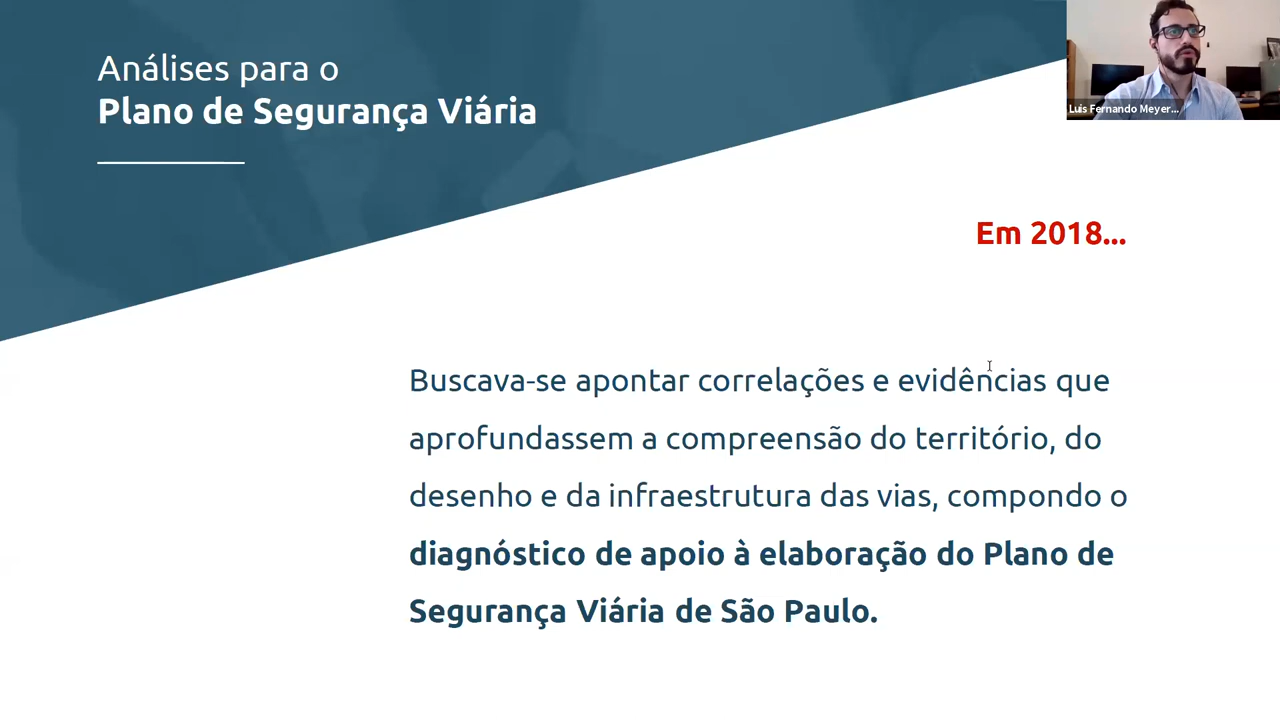 Análises para o
Plano de Segurança Viária
Luis Fernando Meyer...
Em 2018...
Buscava-se apontar correlações e evidências que
aprofundassem a compreensão do território, do
desenho e da infraestrutura das vias, compondo o
diagnóstico de apoio à elaboração do Plano de
Segurança Viária de São Paulo.